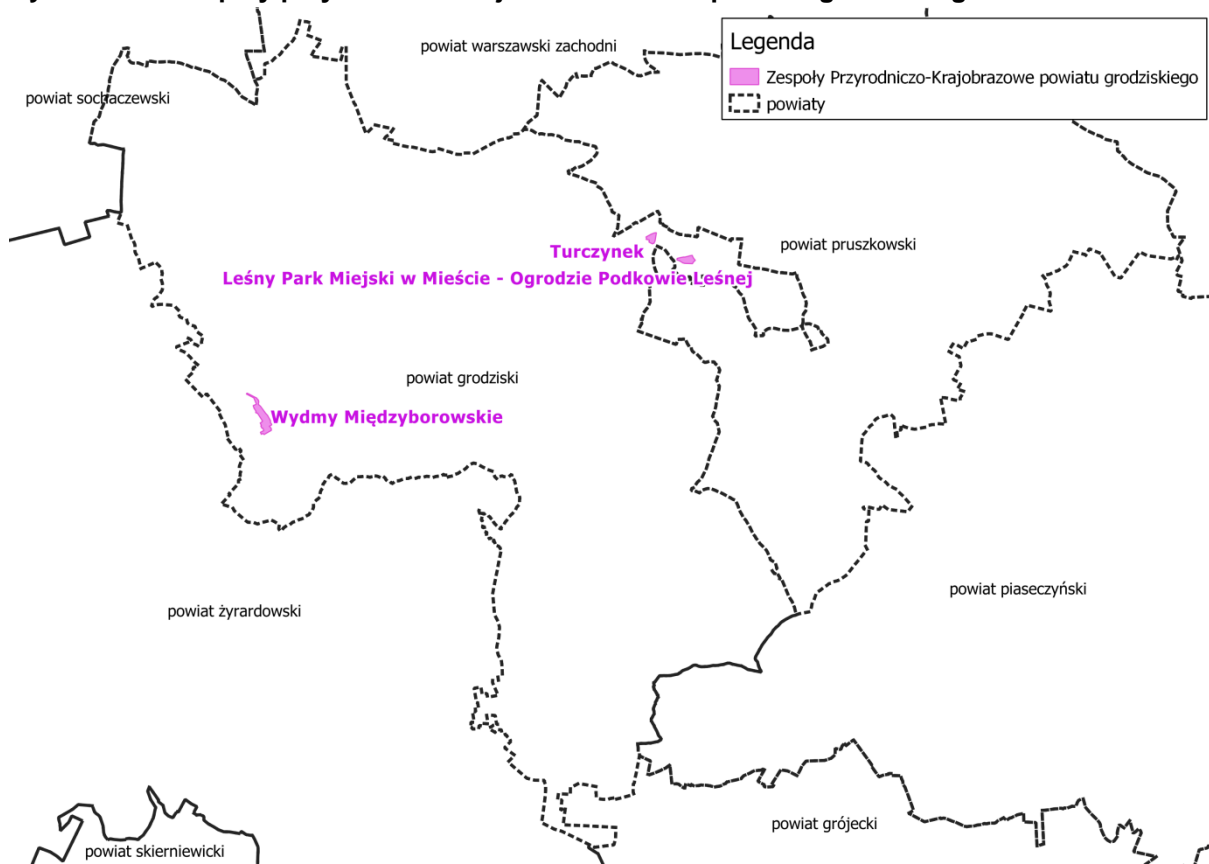 powiat warszawski zachodni
Legenda
Zespoły Przyrodniczo-Krajobrazowe powiatu grodziskiego
powiaty
powiat sochaczewski
Turczynek
powiat pruszkowski
Leśny Park Miejski w Mieście - Ogrodzie Podkowie Leśnej
powiat grodziski
Wydmy Międzyborowskie
powiat żyrardowski
powiat piaseczyński
powiat grójecki
powiat skierniewicki